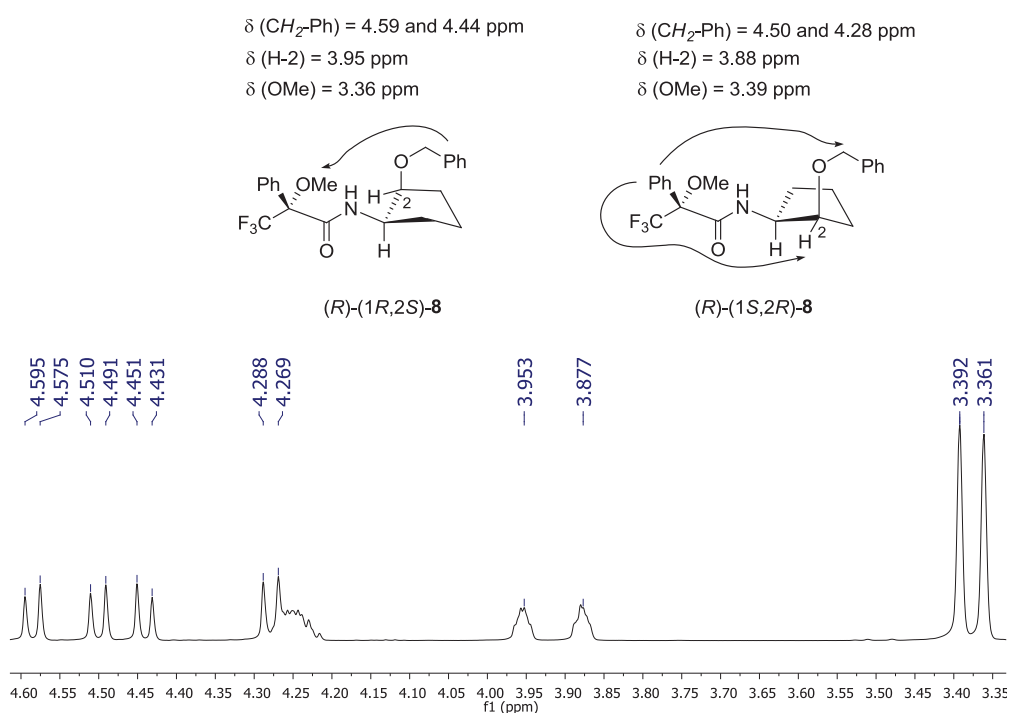 δ (CH2-Ph) = 4.59 and 4.44 ppm
δ (H-2) = 3.95 ppm
δ (OMe) = 3.36 ppm
δ (CH2-Ph) = 4.50 and 4.28 ppm
δ (H-2) = 3.88 ppm
δ (OMe) = 3.39 ppm
Ph
OMe
F3C
O
N
H
H
O
Ph
2
H
(R)-(1R,2S)-8
Ph
OMe
F3C
O
N
H
O
Ph
H
H
2
(R)-(1S,2R)-8
4.595
4.575
4.510
4.491
4.451
4.431
4.288
4.269
3.953
3.877
3.392
3.361
4.60 4.55 4.50 4.45 4.40 4.35 4.30 4.25 4.20 4.15 4.10 4.05 4.00 3.95 3.90 3.85 3.80 3.75 3.70 3.65 3.60 3.55 3.50 3.45 3.40 3.35
f1 (ppm)